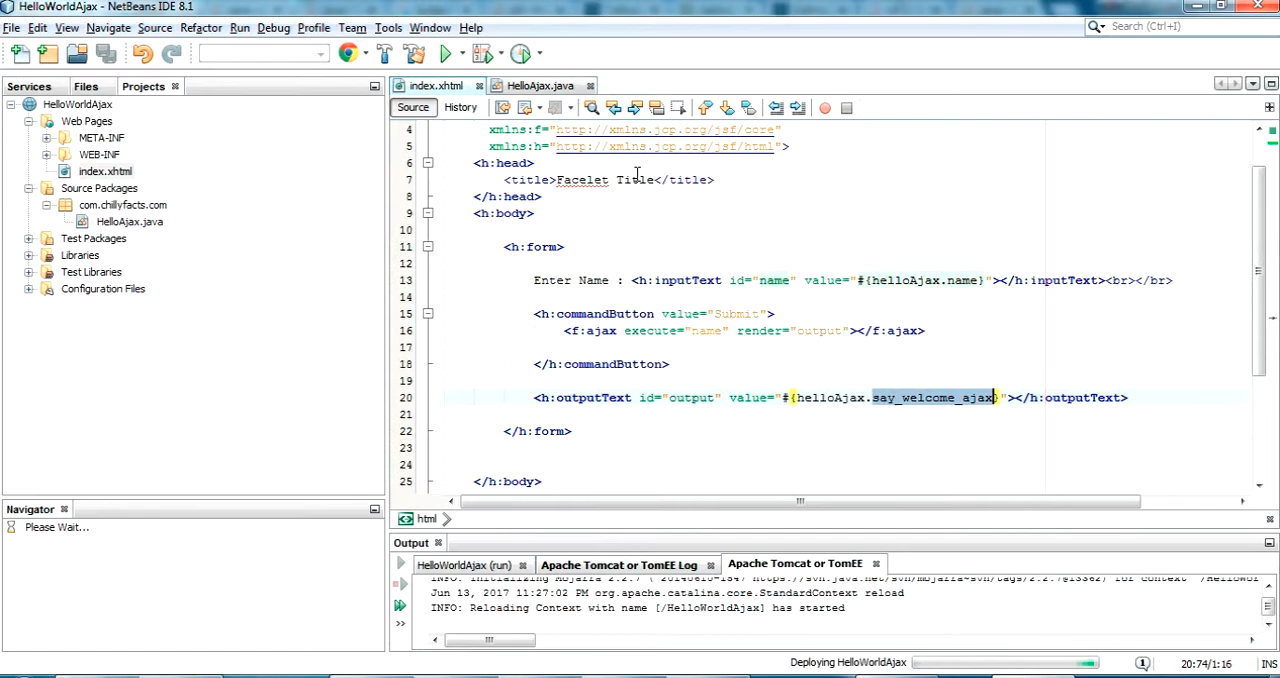 HelloWorldAjax - NetBeans IDE 8.1
File Edit View Navigate Source Refactor Run Debug Profile Team Tools Window Help
Search (Ctrl+I)
Services Files Projects
index.xhtml HelloAjax.java
Source History
HelloWorldAjax
Web Pages
META-INF
WEB-INF
index.xhtml
Source Packages
com.chillyfacts.com
HelloAjax.java
Test Packages
Libraries
Test Libraries
Configuration Files
4 xmlns:f="http://xmlns.jcp.org/jsf/core"
5 xmlns:h="http://xmlns.jcp.org/jsf/html">
6 <h:head>
7 <title>Facelet Title</title>
8 </h:head>
9 <h:body>
10
11 <h:form>
12
13 Enter Name : <h:inputText id="name" value="#{helloAjax.name}"></h:inputText><br></br>
14
15 <h:commandButton value="Submit">
16 <f:ajax execute="name" render="output"></f:ajax>
17
18 </h:commandButton>
19
20 <h:outputText id="output" value="#{helloAjax.say_welcome_ajax}"></h:outputText>
21
22 </h:form>
23
24
25 </h:body>
html
Navigator
Please Wait...
Output
HelloWorldAjax (run) Apache Tomcat or TomEE Log Apache Tomcat or TomEE
Jun 13, 2017 11:27:02 PM org.apache.catalina.core.StandardContext reload
INFO: Reloading Context with name [/HelloWorldAjax] has started
Deploying HelloWorldAjax
20:74/1:16 INS